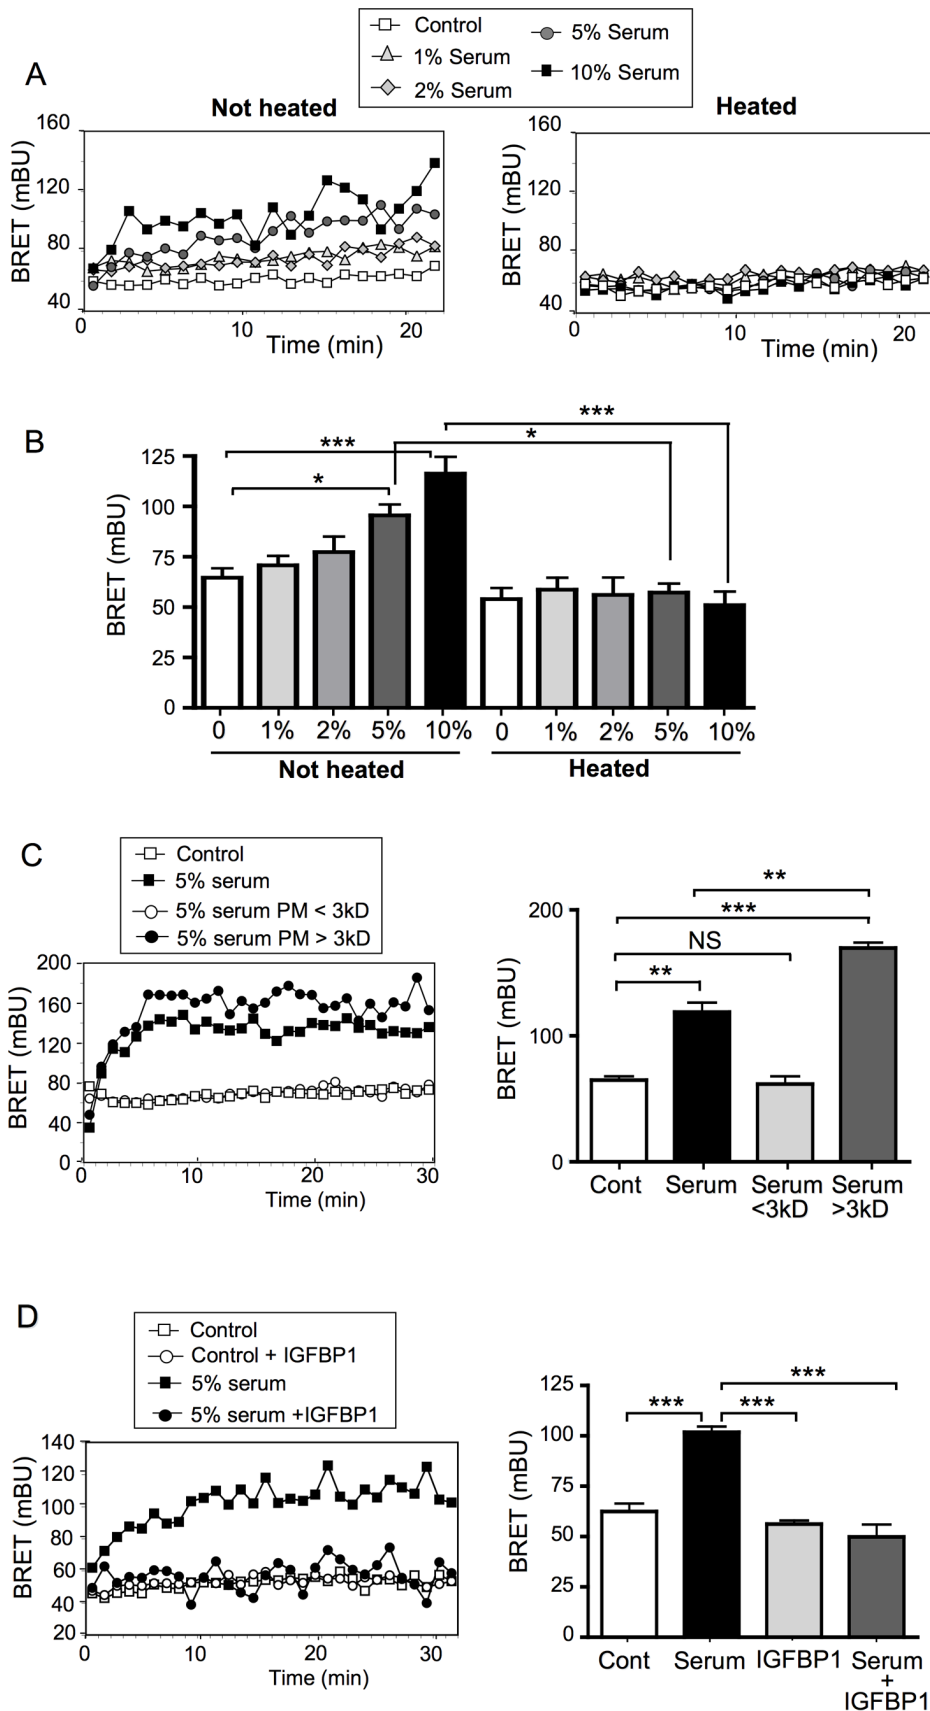 Control
1% Serum
2% Serum
5% Serum
10% Serum
A
Not heated
Heated
BRET (mBU)
160
120
80
40
0
10
20
Time (min)
BRET (mBU)
160
120
80
40
0
10
20
Time (min)
B
***
*
***
*
BRET (mBU)
125
100
75
50
25
0
0 1% 2% 5% 10% 0 1% 2% 5% 10%
Not heated
Heated
C
Control
5% serum
5% serum PM < 3kD
5% serum PM > 3kD
BRET (mBU)
200
160
120
80
40
0
0 10 20 30
Time (min)
**
***
NS
**
BRET (mBU)
200
100
0
Cont Serum Serum Serum
<3kD >3kD
D
Control
Control + IGFBP1
5% serum
5% serum +IGFBP1
BRET (mBU)
140
120
100
80
60
40
20
0 10 20 30
Time (min)
***
*** ***
BRET (mBU)
125
100
75
50
25
0
Cont Serum IGFBP1 Serum
+
IGFBP1